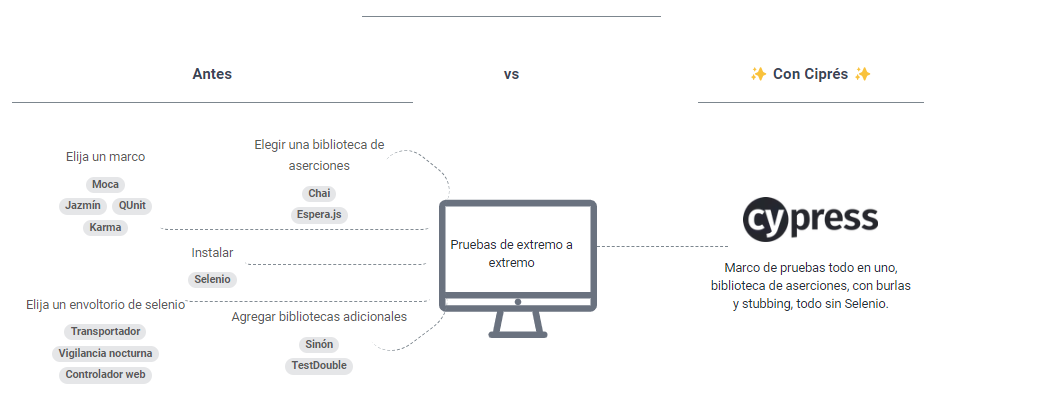 Antes
vs
✨ Con Ciprés ✨
Elija un marco
Moca
Jazmín QUnit
Karma
Elegir una biblioteca de
aserciones
Chai
Espera.js
Instalar
Selenio
Elija un envoltorio de selenio
Transportador
Vigilancia nocturna
Controlador web
Agregar bibliotecas adicionales
Sinón
TestDouble
Pruebas de extremo a
extremo
cypress
Marco de pruebas todo en uno,
biblioteca de aserciones, con burlas
y stubbing, todo sin Selenio.